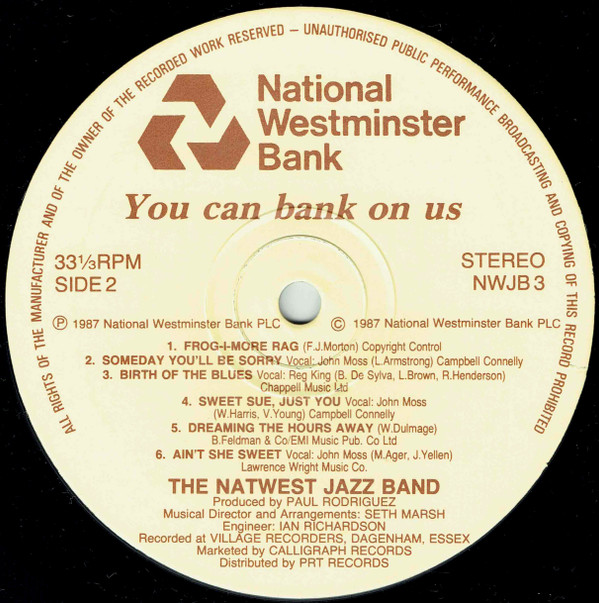 ALL RIGHTS OF THE MANUFACTURER AND OF THE OWNER OF THE RECORDED WORK RESERVED – UNAUTHORISED PUBLIC PERFORMANCE BROADCASTING AND COPYING OF THIS RECORD PROHIBITED
National
Westminster
Bank
You can bank on us
33⅓RPM
SIDE 2
STEREO
NWJB 3
Ⓟ 1987 National Westminster Bank PLC © 1987 National Westminster Bank PLC
1. FROG-I-MORE RAG (F.J.Morton) Copyright Control
2. SOMEDAY YOU'LL BE SORRY Vocal: John Moss (L.Armstrong) Campbell Connelly
3. BIRTH OF THE BLUES Vocal: Reg King (B. De Sylva, L.Brown, R.Henderson)
Chappell Music Ltd
4. SWEET SUE, JUST YOU Vocal: John Moss
(W.Harris, V.Young) Campbell Connelly
5. DREAMING THE HOURS AWAY (W.Dulmage)
B.Feldman & Co/EMI Music Pub. Co Ltd
6. AIN'T SHE SWEET Vocal: John Moss (M.Ager, J.Yellen)
Lawrence Wright Music Co.
THE NATWEST JAZZ BAND
Produced by PAUL RODRIGUEZ
Musical Director and Arrangements: SETH MARSH
Engineer: IAN RICHARDSON
Recorded at VILLAGE RECORDERS, DAGENHAM, ESSEX
Marketed by CALLIGRAPH RECORDS
Distributed by PRT RECORDS